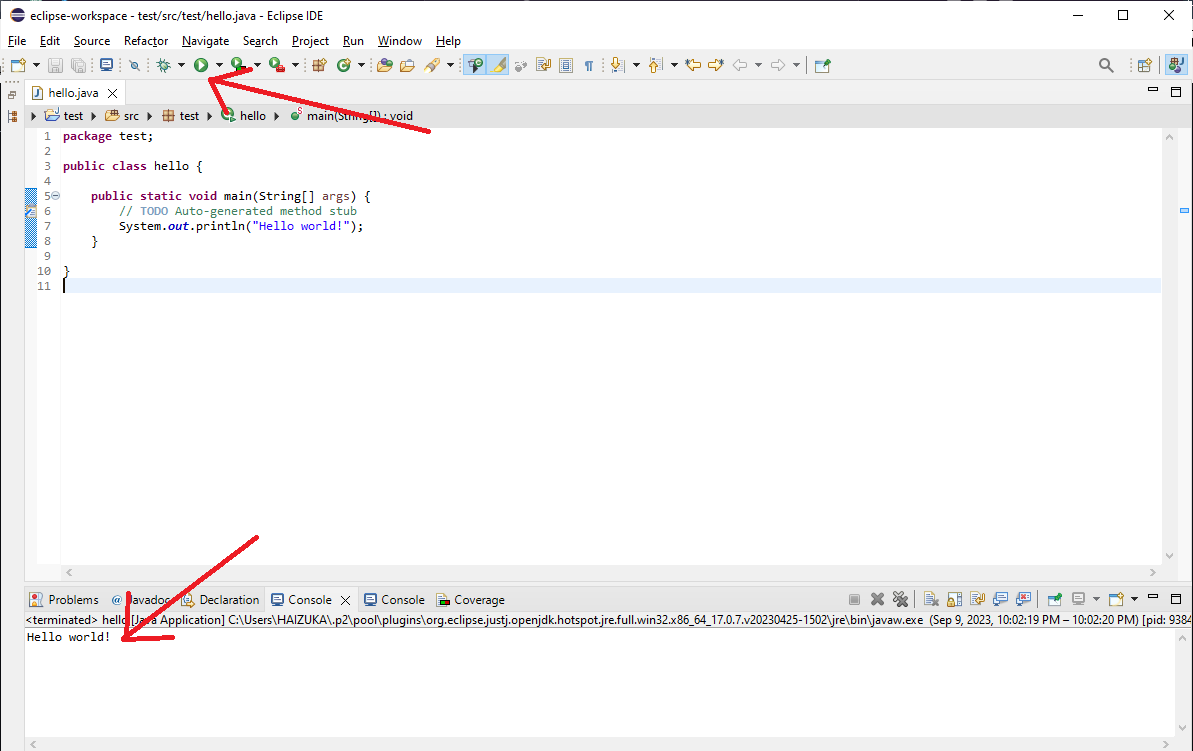 eclipse-workspace - test/src/test/hello.java - Eclipse IDE
File Edit Source Refactor Navigate Search Project Run Window Help
hello.java
test src test hello main(String[]) : void
1 package test;
2
3 public class hello {
4
5 public static void main(String[] args) {
6 // TODO Auto-generated method stub
7 System.out.println("Hello world!");
8 }
9
10 }
11
Problems @ Javadoc Declaration Console Console Coverage
<terminated> hello [Java Application] C:\Users\HAIZUKA\.p2\pool\plugins\org.eclipse.justj.openjdk.hotspot.jre.full.win32.x86_64_17.0.7.v20230425-1502\jre\bin\javaw.exe (Sep 9, 2023, 10:02:19 PM – 10:02:20 PM) [pid: 9384
Hello world!